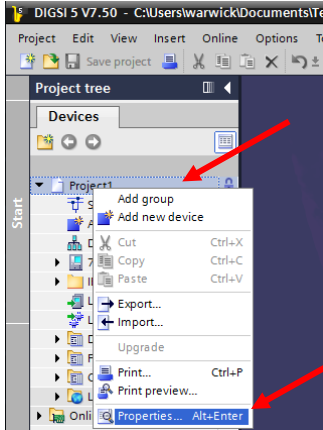 DIGSI 5 V7.50 - C:\Users\warwick\Documents\Te
Project Edit View Insert Online Options T
Save project
Project tree
Devices
Start
Project1
Add group
Add new device
Cut Ctrl+X
Copy Ctrl+C
Paste Ctrl+V
Export...
Import...
Upgrade
Print... Ctrl+P
Print preview...
Properties... Alt+Enter
S
A
D
7
II
L
L
D
F
C
L
Onli